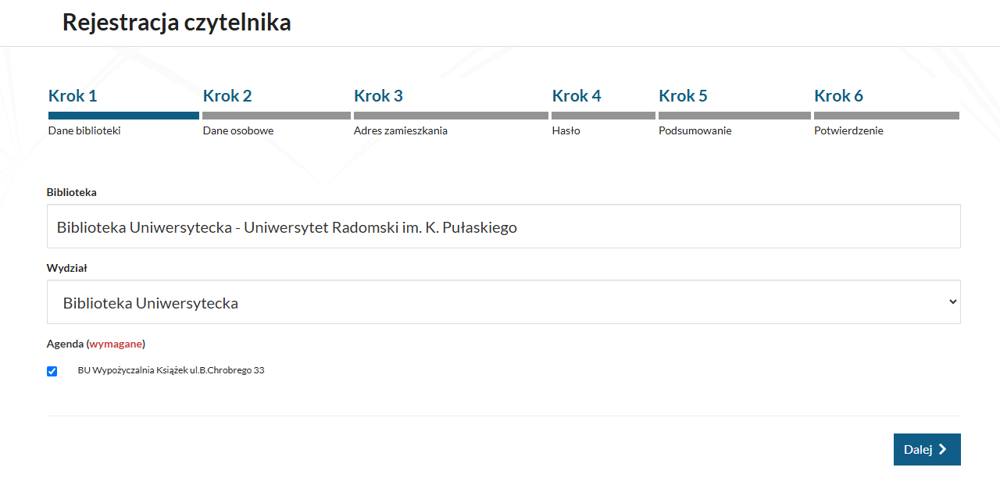 Rejestracja czytelnika
Krok 1 Krok 2 Krok 3 Krok 4 Krok 5 Krok 6
Dane biblioteki Dane osobowe Adres zamieszkania Hasło Podsumowanie Potwierdzenie
Biblioteka
Biblioteka Uniwersytecka - Uniwersytet Radomski im. K. Pułaskiego
Wydział
Biblioteka Uniwersytecka
Agenda (wymagane)
BU Wypożyczalnia Książek ul.B.Chrobrego 33
Dalej